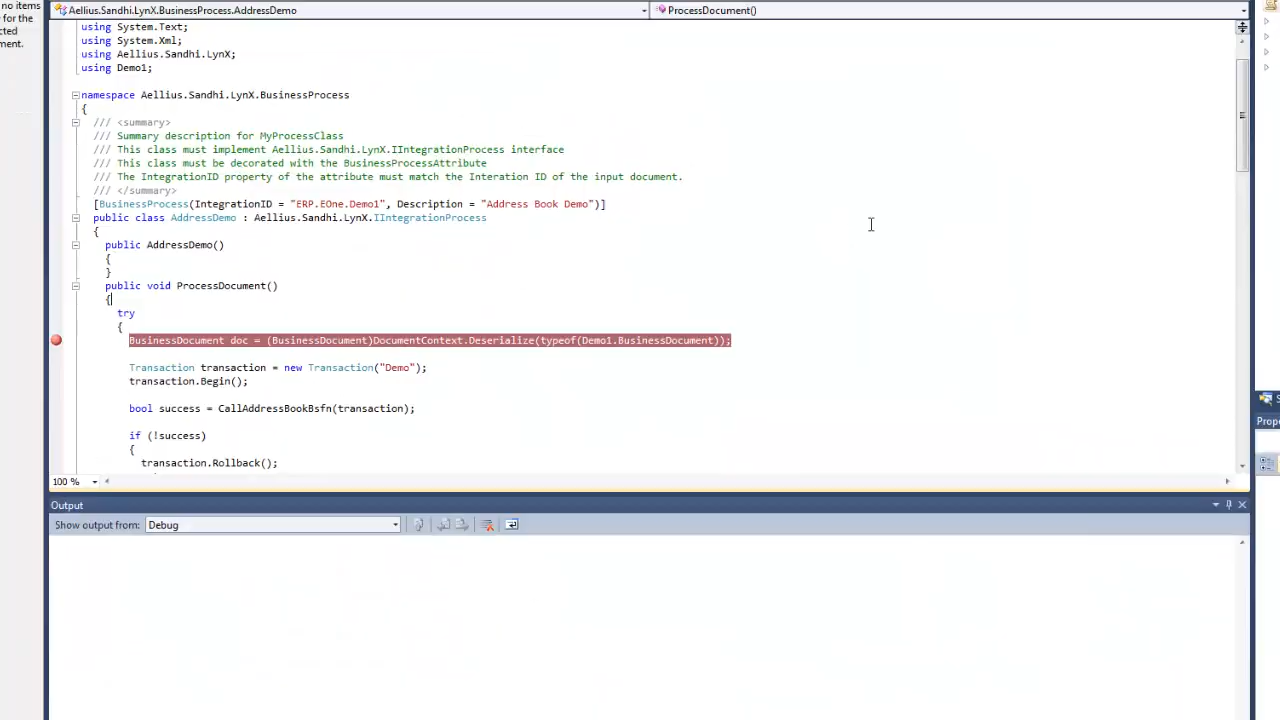 no items
y for the
cted
ment.
Aellius.Sandhi.LynX.BusinessProcess.AddressDemo
ProcessDocument()
using System.Text;
using System.Xml;
using Aellius.Sandhi.LynX;
using Demo1;
namespace Aellius.Sandhi.LynX.BusinessProcess
{
/// <summary>
/// Summary description for MyProcessClass
/// This class must implement Aellius.Sandhi.LynX.IIntegrationProcess interface
/// This class must be decorated with the BusinessProcessAttribute
/// The IntegrationID property of the attribute must match the Interation ID of the input document.
/// </summary>
[BusinessProcess(IntegrationID = "ERP.EOne.Demo1", Description = "Address Book Demo")]
public class AddressDemo : Aellius.Sandhi.LynX.IIntegrationProcess
{
public AddressDemo()
{
}
public void ProcessDocument()
{
try
{
BusinessDocument doc = (BusinessDocument)DocumentContext.Deserialize(typeof(Demo1.BusinessDocument));
Transaction transaction = new Transaction("Demo");
transaction.Begin();
bool success = CallAddressBookBsfn(transaction);
if (!success)
{
transaction.Rollback();
100 %
Output
Show output from: Debug
Prope